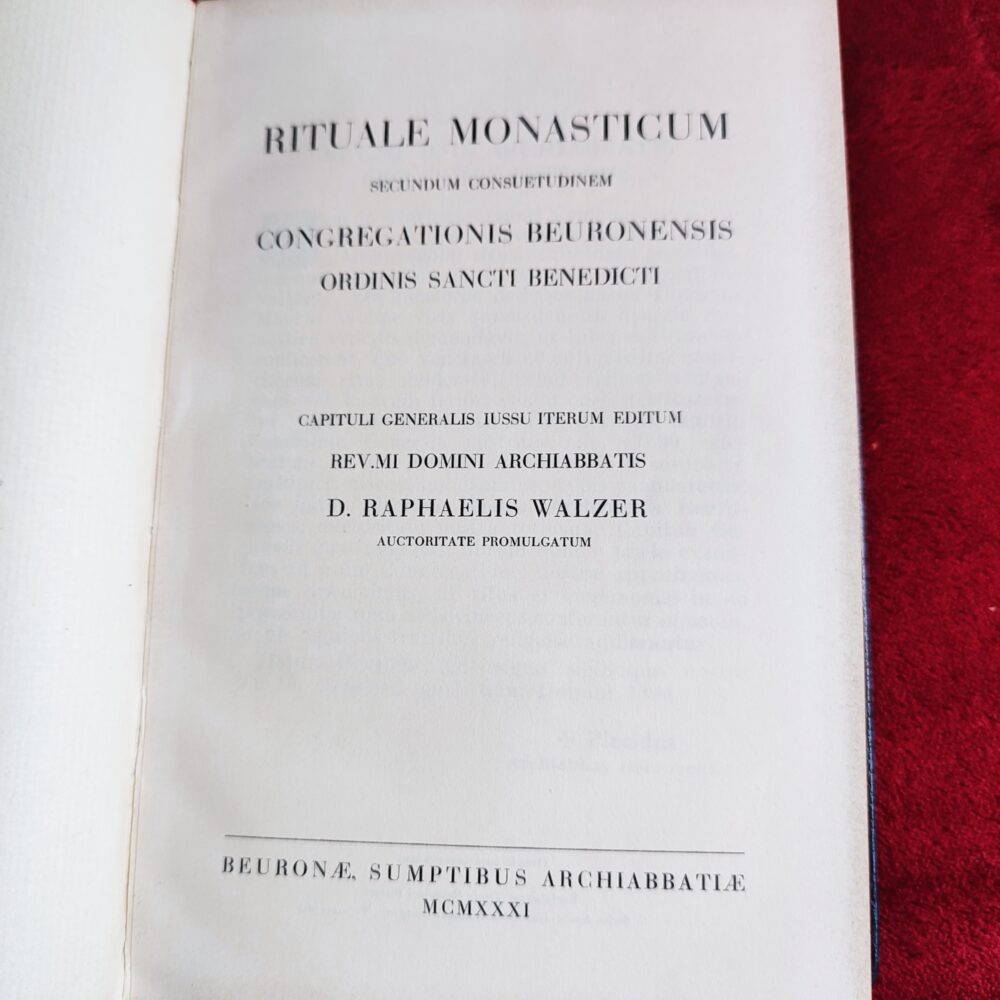 RITUALE MONASTICUM
SECUNDUM CONSUETUDINEM
CONGREGATIONIS BEURONENSIS
ORDINIS SANCTI BENEDICTI
CAPITULI GENERALIS IUSSU ITERUM EDITUM
REV.MI DOMINI ARCHIABBATIS
D. RAPHAELIS WALZER
AUCTORITATE PROMULGATUM
BEURONÆ, SUMPTIBUS ARCHIABBATIÆ
MCMXXXI